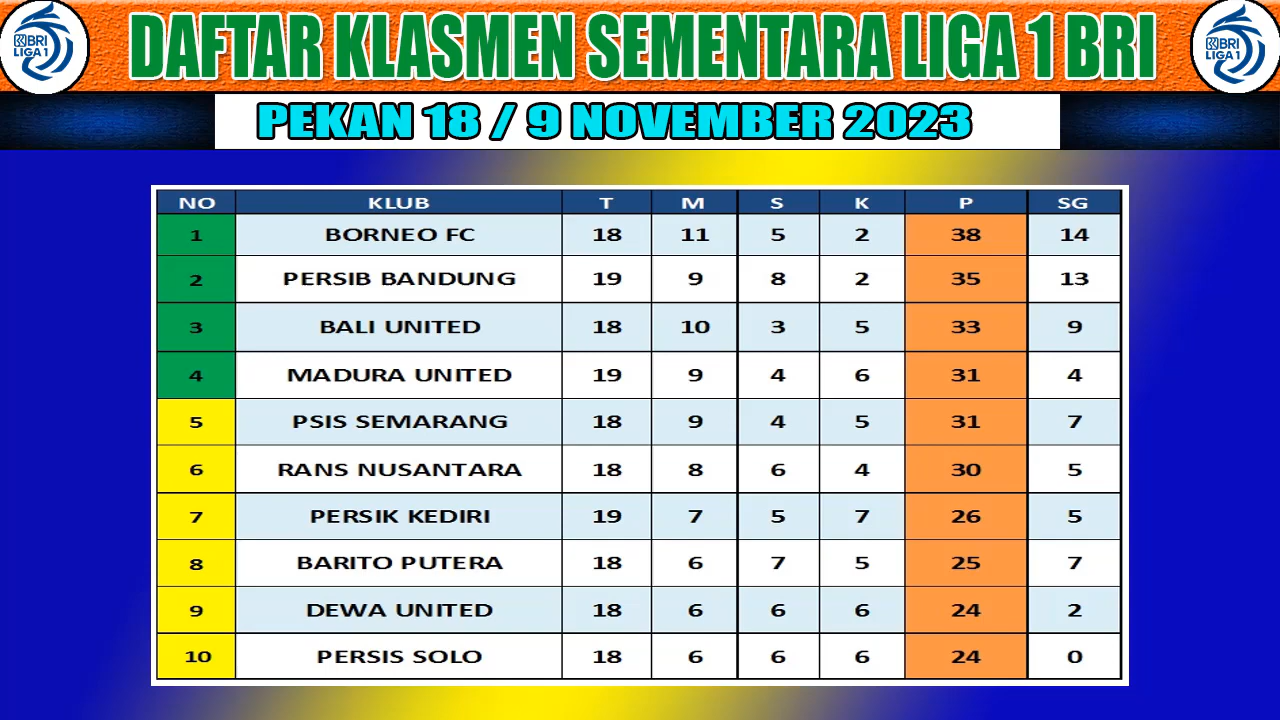 DAFTAR KLASMEN SEMENTARA LIGA 1 BRI
BRI
LIGA 1
BRI
LIGA 1
PEKAN 18 / 9 NOVEMBER 2023
NO KLUB T M S K P SG
1 BORNEO FC 18 11 5 2 38 14
2 PERSIB BANDUNG 19 9 8 2 35 13
3 BALI UNITED 18 10 3 5 33 9
4 MADURA UNITED 19 9 4 6 31 4
5 PSIS SEMARANG 18 9 4 5 31 7
6 RANS NUSANTARA 18 8 6 4 30 5
7 PERSIK KEDIRI 19 7 5 7 26 5
8 BARITO PUTERA 18 6 7 5 25 7
9 DEWA UNITED 18 6 6 6 24 2
10 PERSIS SOLO 18 6 6 6 24 0